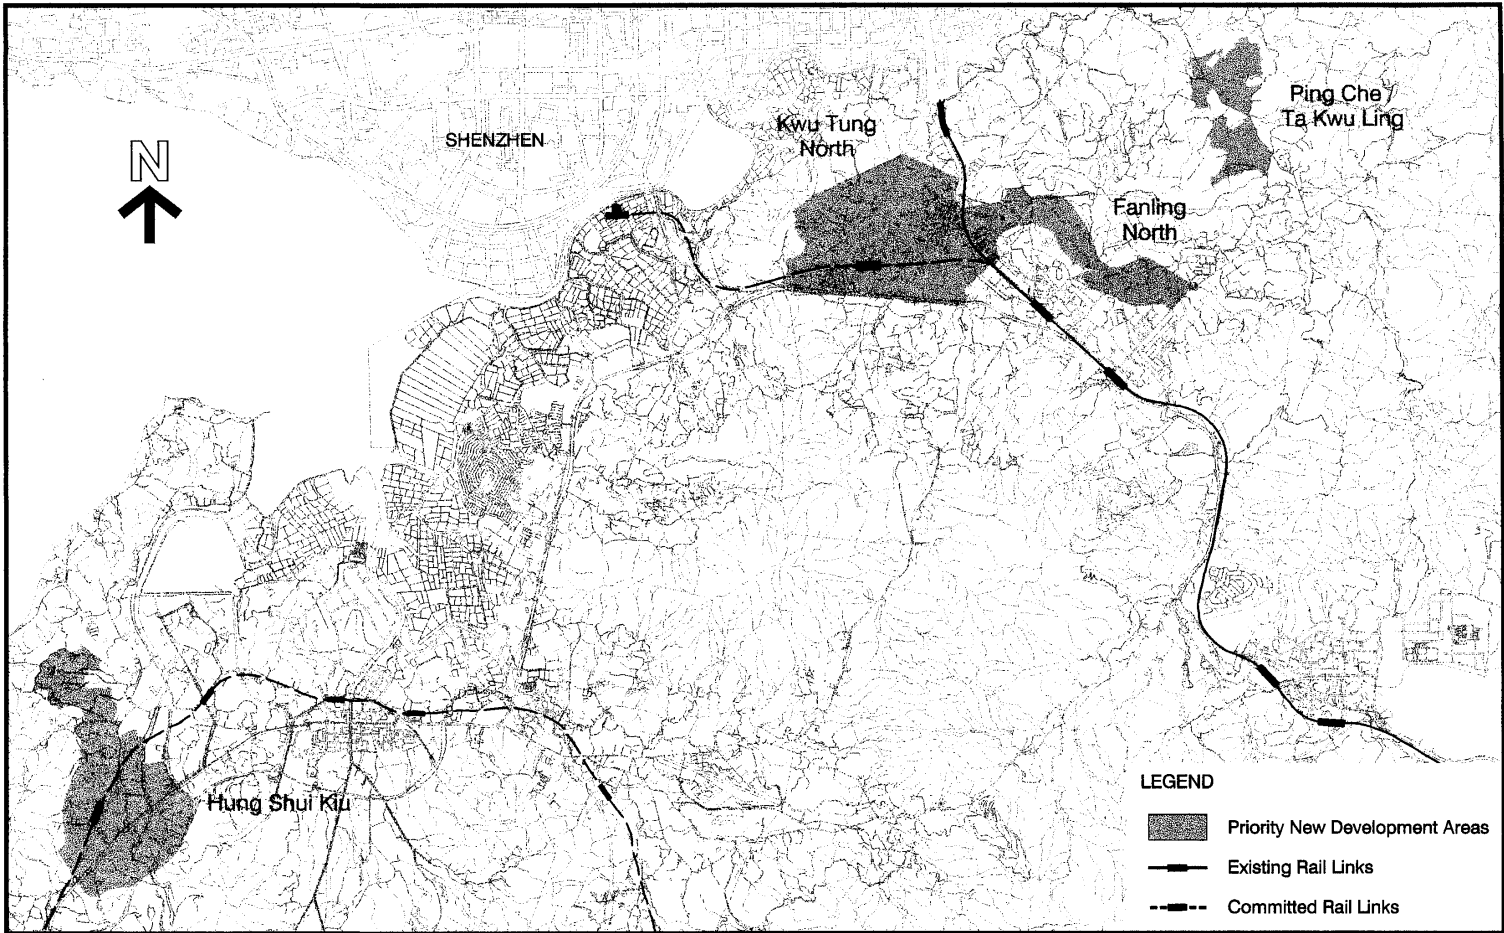 N
SHENZHEN
Kwu Tung
North
Ping Che /
Ta Kwu Ling
Fanling
North
Hung Shui Kiu
LEGEND
Priority New Development Areas
Existing Rail Links
Committed Rail Links